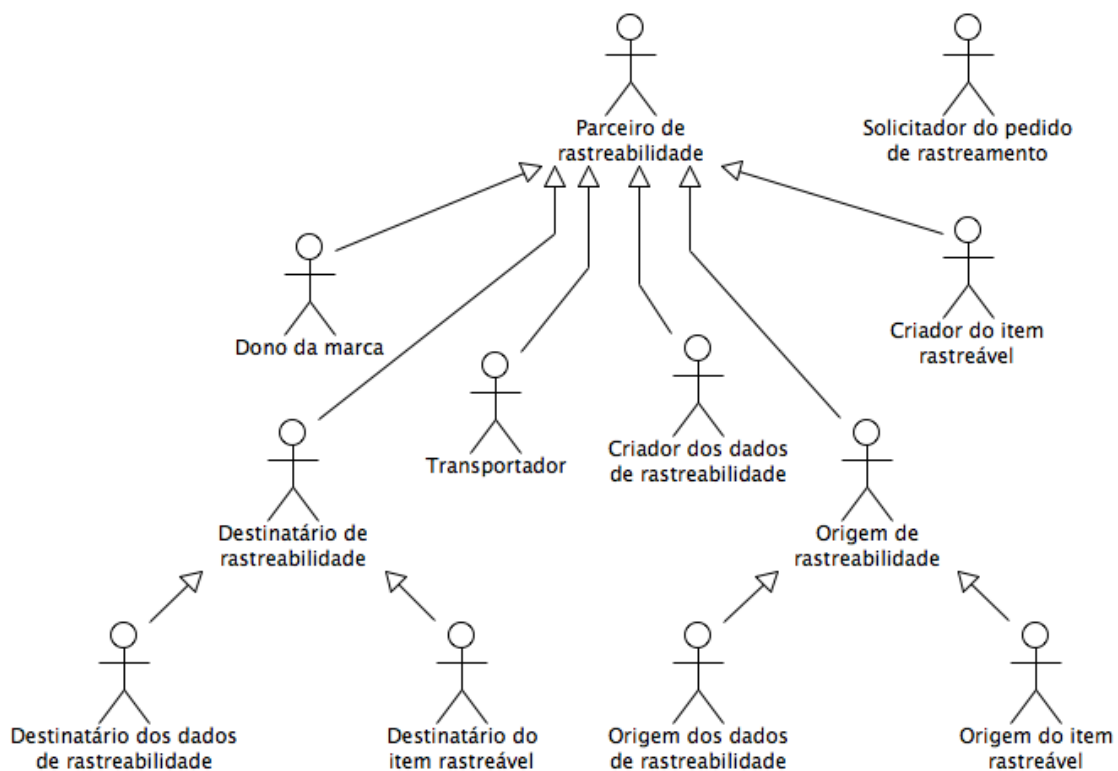 Parceiro de
rastreabilidade
Solicitador do pedido
de rastreamento
Dono da marca
Criador do item
rastreável
Transportador
Criador dos dados
de rastreabilidade
Destinatário de
rastreabilidade
Origem de
rastreabilidade
Destinatário dos dados
de rastreabilidade
Destinatário do
item rastreável
Origem dos dados
de rastreabilidade
Origem do item
rastreável